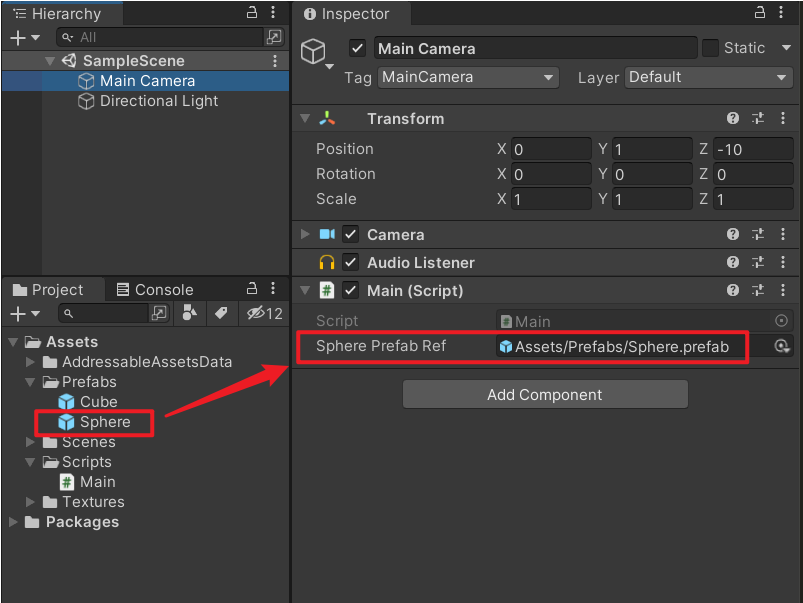 Hierarchy
All
SampleScene
Main Camera
Directional Light
Project
Console
12
Assets
AddressableAssetsData
Prefabs
Cube
Sphere
Scenes
Scripts
Main
Textures
Packages
Inspector
Main Camera
Static
Tag MainCamera Layer Default
Transform
Position X 0 Y 1 Z -10
Rotation X 0 Y 0 Z 0
Scale X 1 Y 1 Z 1
Camera
Audio Listener
# Main (Script)
Script # Main
Sphere Prefab Ref Assets/Prefabs/Sphere.prefab
Add Component